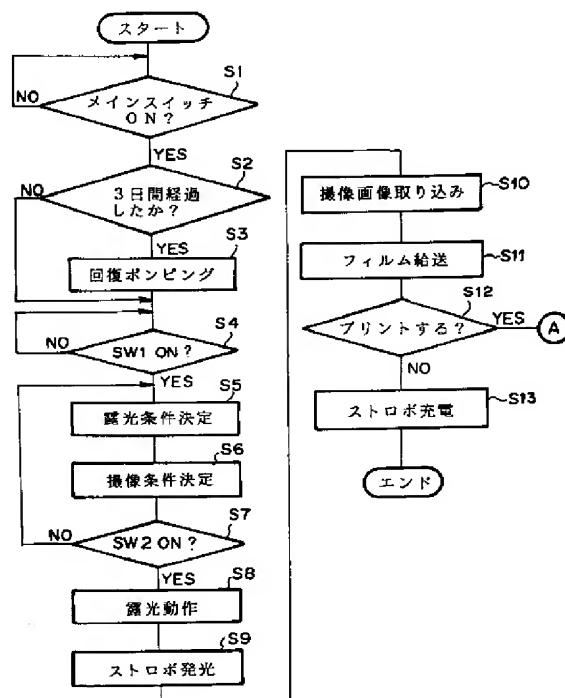 スタート
S1
メインスイッチ
ON?
NO
YES
S2
3日間経過
したか?
NO
YES
S3
回復ポンピング
S4
SW1 ON?
NO
YES
S5
露光条件決定
S6
撮像条件決定
S7
SW2 ON?
NO
YES
S8
露光動作
S9
ストロボ発光
S10
撮像画像取り込み
S11
フィルム給送
S12
プリントする?
YES
A
NO
S13
ストロボ充電
エンド